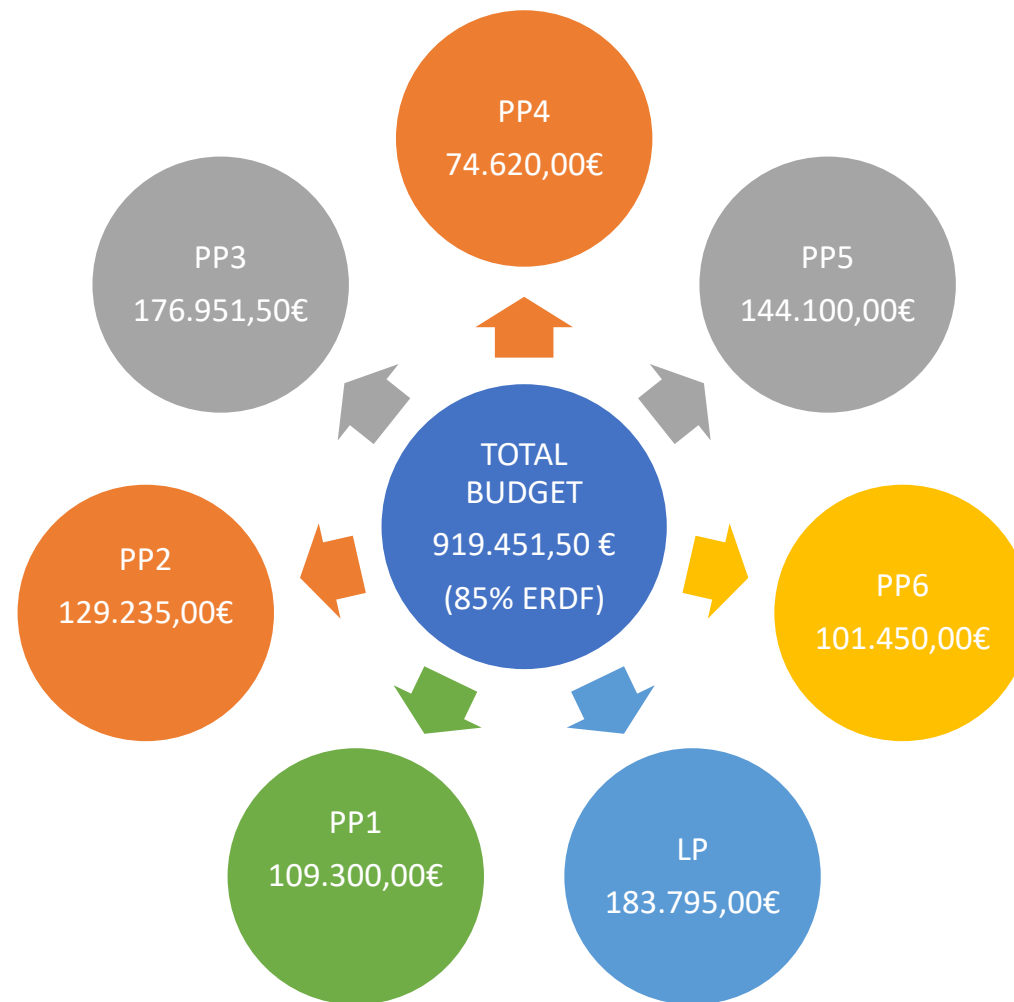 PP4
74.620,00€
PP3
176.951,50€
PP5
144.100,00€
TOTAL
BUDGET
919.451,50 €
(85% ERDF)
PP2
129.235,00€
PP6
101.450,00€
PP1
109.300,00€
LP
183.795,00€